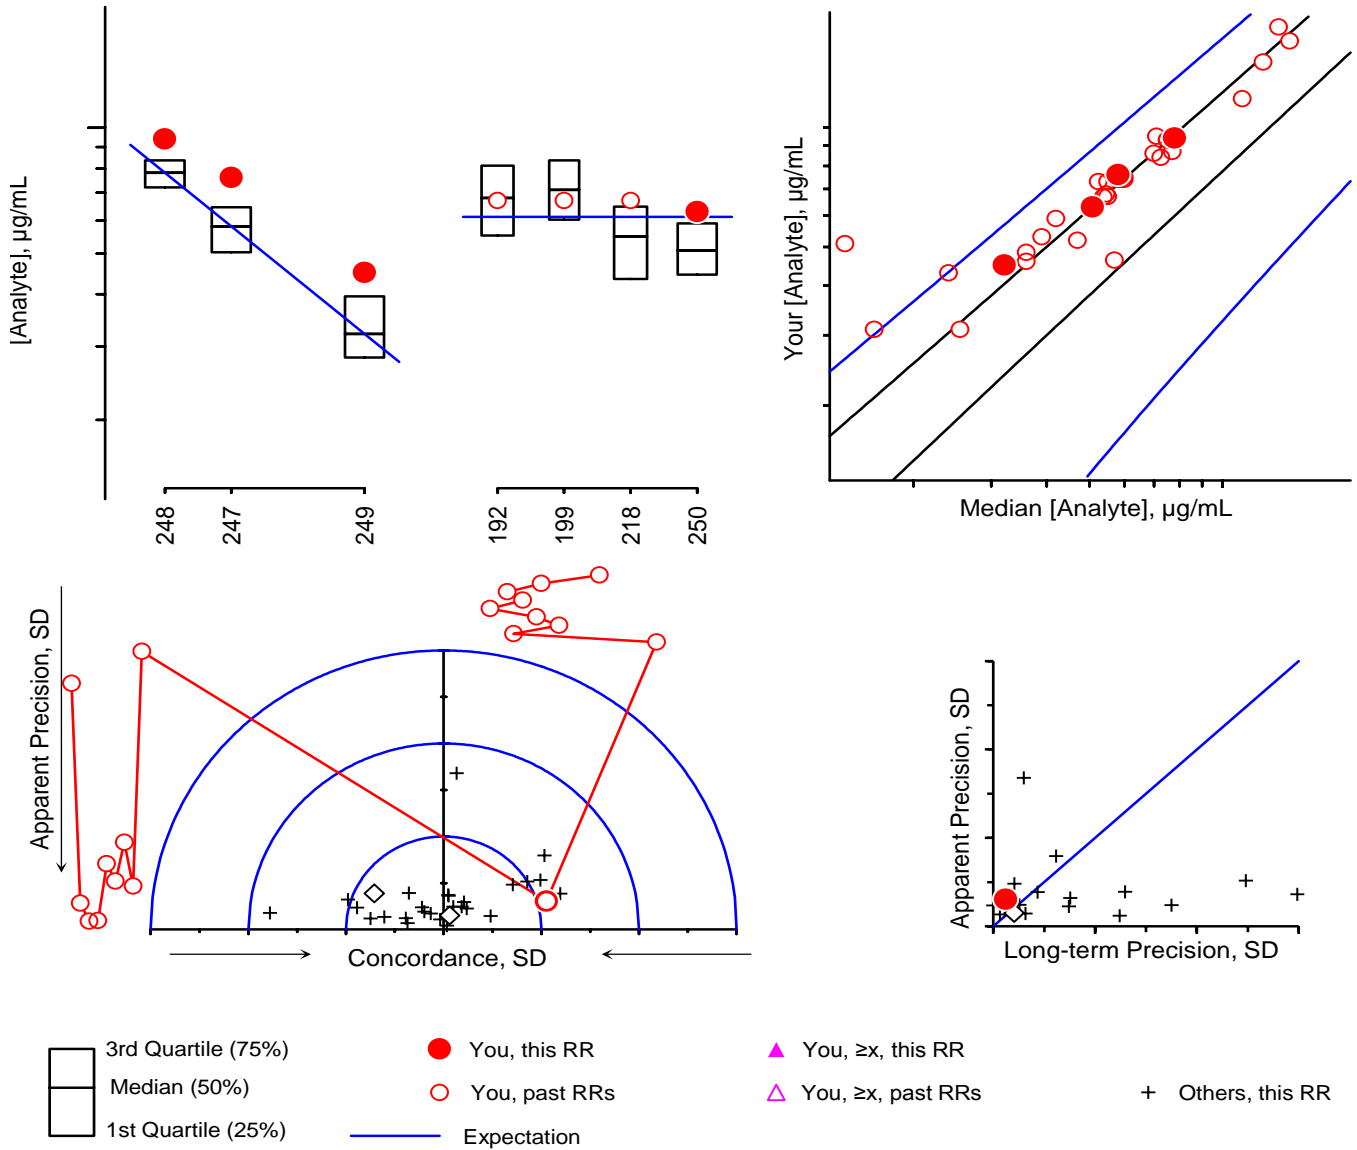 [Analyte], µg/mL
248
247
249
192
199
218
250
Your [Analyte], µg/mL
Median [Analyte], µg/mL
Apparent Precision, SD
Concordance, SD
Apparent Precision, SD
Long-term Precision, SD
3rd Quartile (75%)
Median (50%)
1st Quartile (25%)
You, this RR
You, past RRs
Expectation
You, ≥x, this RR
You, ≥x, past RRs
Others, this RR